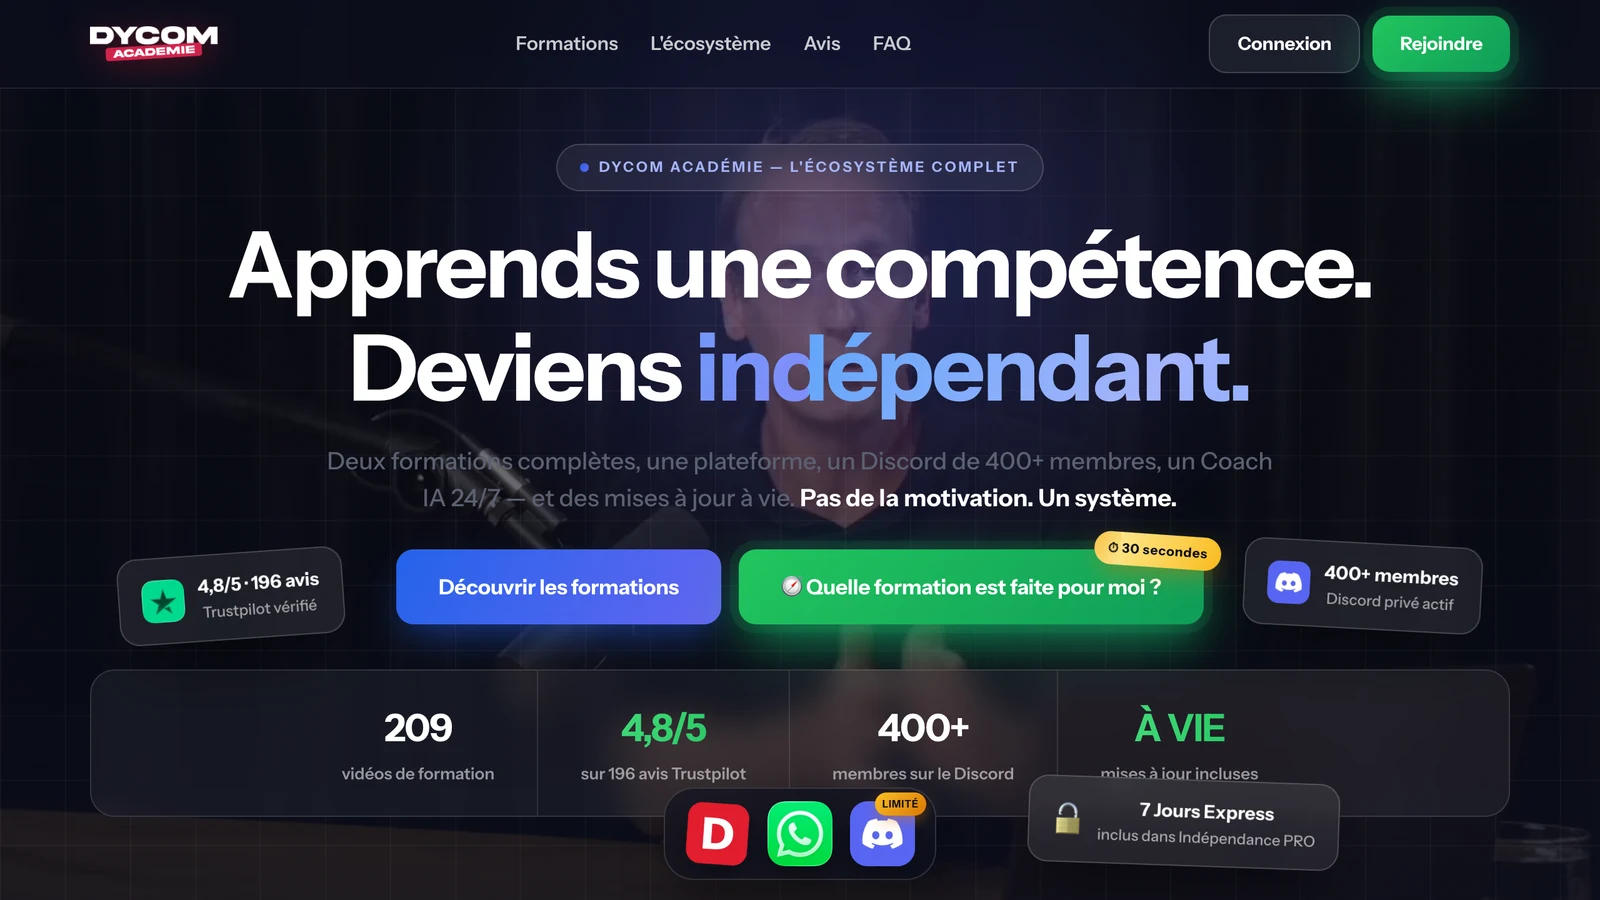 DYCOM
ACADEMIE
Formations
L'écosystème
Avis
FAQ
Connexion
Rejoindre
DYCOM ACADÉMIE — L'ÉCOSYSTÈME COMPLET
Apprends une compétence.
Deviens indépendant.
Deux formations complètes, une plateforme, un Discord de 400+ membres, un Coach
IA 24/7 — et des mises à jour à vie. Pas de la motivation. Un système.
4,8/5 · 196 avis
Trustpilot vérifié
Découvrir les formations
Quelle formation est faite pour moi ?
30 secondes
400+ membres
Discord privé actif
209
vidéos de formation
4,8/5
sur 196 avis Trustpilot
400+
membres sur le Discord
À VIE
mises à jour incluses
D
LIMITÉ
7 Jours Express
inclus dans Indépendance PRO